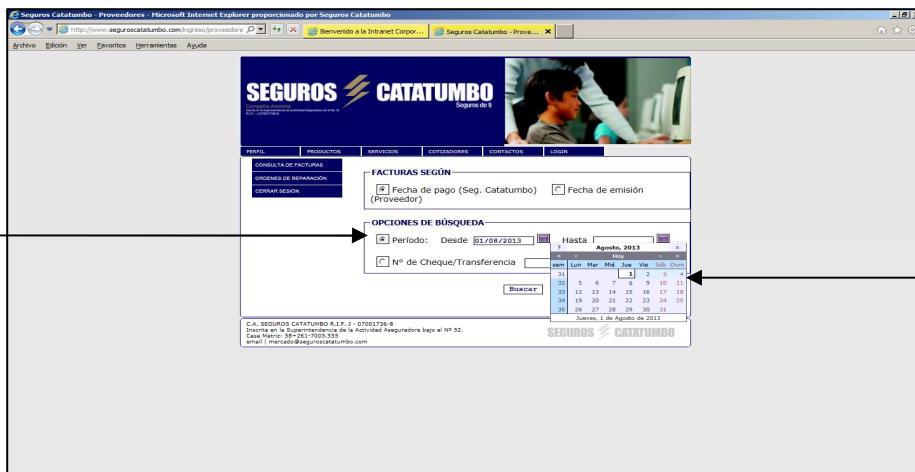 Seguros Catatumbo - Proveedores - Microsoft Internet Explorer proporcionado por Seguros Catatumbo
http://www.seguroscatatumbo.com/ingreso/proveedore
Bienvenido a la Intranet Corpor...
Seguros Catatumbo - Prove...
Archivo Edición Ver Favoritos Herramientas Ayuda
SEGUROS CATATUMBO
Compañía Anónima
Seguros de ti
PERFIL PRODUCTOS SERVICIOS COTIZADORES CONTACTOS LOGIN
CONSULTA DE FACTURAS
ORDENES DE REPARACIÓN
CERRAR SESIÓN
FACTURAS SEGÚN
Fecha de pago (Seg. Catatumbo) Fecha de emisión
(Proveedor)
OPCIONES DE BÚSQUEDA
Período: Desde 01/08/2013 Hasta
Nº de Cheque/Transferencia
Buscar
? Agosto, 2013 ×
« ‹ Hoy › »
sem Lun Mar Mié Jue Vie Sáb Dom
31 1 2 3 4
32 5 6 7 8 9 10 11
33 12 13 14 15 16 17 18
34 19 20 21 22 23 24 25
35 26 27 28 29 30 31
Jueves, 1 de Agosto de 2013
C.A. SEGUROS CATATUMBO R.I.F. J - 07001736-8
Inscrita en la Superintendencia de la Actividad Aseguradora bajo el Nº 52.
Casa Matriz: 58+261-7005.555
email | mercado@seguroscatatumbo.com
SEGUROS CATATUMBO